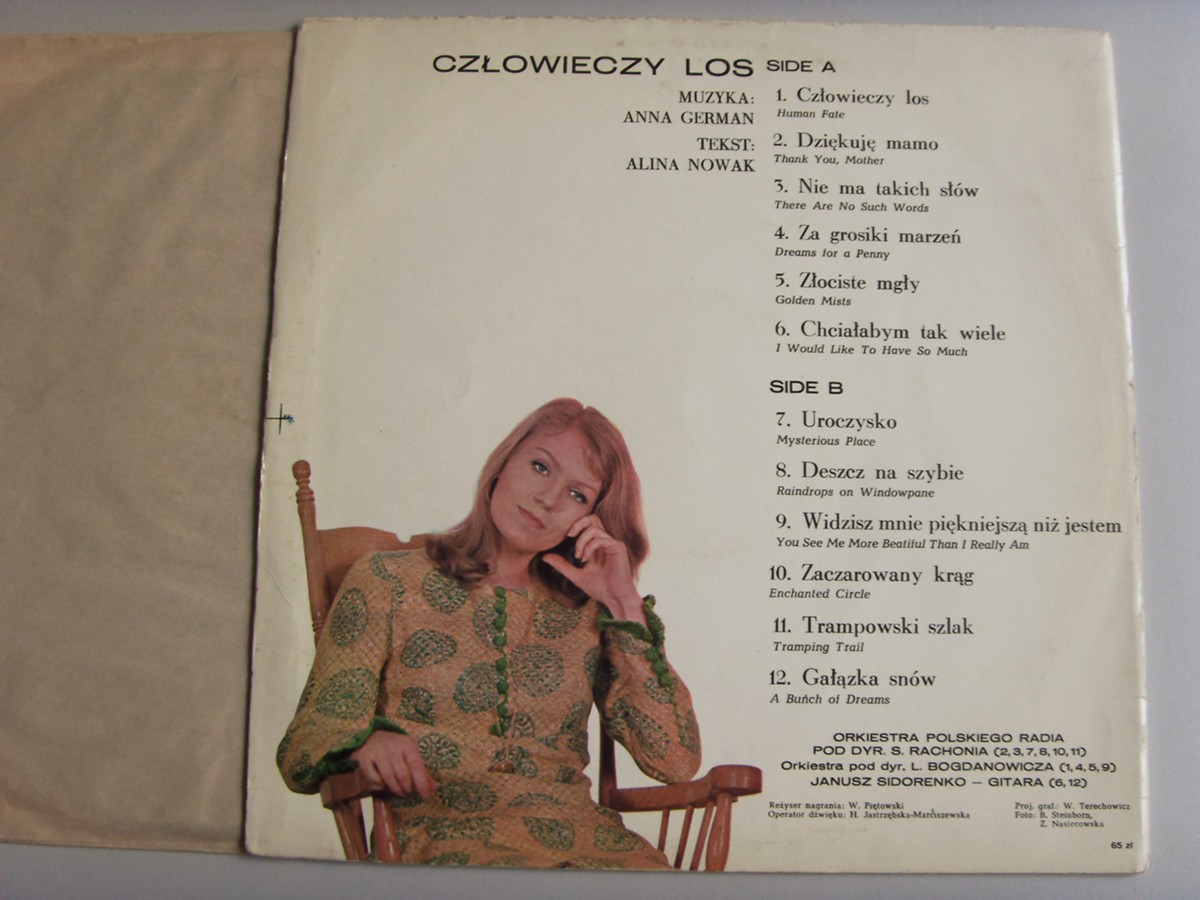 CZŁOWIECZY LOS
MUZYKA:
ANNA GERMAN
TEKST:
ALINA NOWAK
SIDE A
1. Człowieczy los
Human Fate
2. Dziękuję mamo
Thank You, Mother
3. Nie ma takich słów
There Are No Such Words
4. Za grosiki marzeń
Dreams for a Penny
5. Złociste mgły
Golden Mists
6. Chciałabym tak wiele
I Would Like To Have So Much
SIDE B
7. Uroczysko
Mysterious Place
8. Deszcz na szybie
Raindrops on Windowpane
9. Widzisz mnie piękniejszą niż jestem
You See Me More Beatiful Than I Really Am
10. Zaczarowany krąg
Enchanted Circle
11. Trampowski szlak
Tramping Trail
12. Gałązka snów
A Bunch of Dreams
ORKIESTRA POLSKIEGO RADIA
POD DYR. S. RACHONIA (2,3,7,8,10,11)
Orkiestra pod dyr. L. BOGDANOWICZA (1,4,5,9)
JANUSZ SIDORENKO — GITARA (6,12)
Reżyser nagrania: W. Piętowski
Operator dźwięku: H. Jastrzębska-Marciszewska
Proj. graf.: W. Terechowicz
Foto: B. Steinborn,
Z. Nasierowska
65 zł